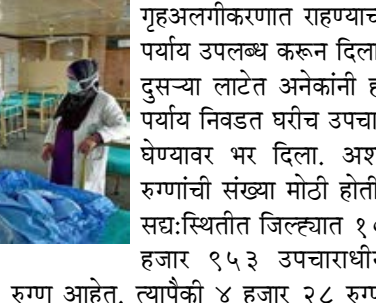 गृहअलगीकरणात राहण्याच
पर्याय उपलब्ध करून दिला
दुसऱ्या लाटेत अनेकांनी ह
पर्याय निवडत घरीच उपचा
घेण्यावर भर दिला. अश
रुग्णांची संख्या मोठी होती
सद्य:स्थितीत जिल्ह्यात
हजार ९५३ उपचाराधी
रुग्ण आहेत. त्यापैकी ४ हजार २८ रुग्ण